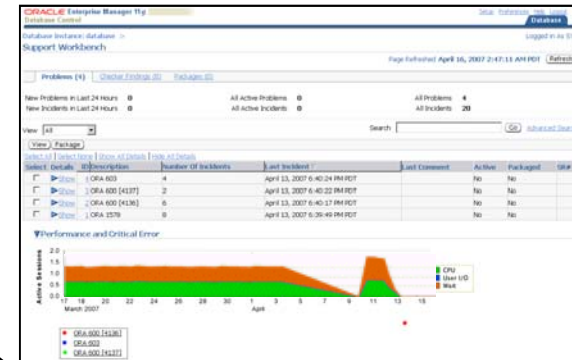 ORACLE Enterprise Manager 11g
Database Control
Setup Preferences Help Logout
Database
Database Instance: database >
Logged in As
Support Workbench
Page Refreshed April 16, 2007 2:47:11 AM PDT Refresh
Problems (4) Checker Findings (0) Packages (0)
New Problems in Last 24 Hours 0 All Active Problems 0 All Problems 4
New Incidents in Last 24 Hours 0 All Active Incidents 0 All Incidents 20
View All Search Go Advanced Search
View Package
Select All | Select None | Show All Details | Hide All Details
Select Details ID Description Number Of Incidents Last Incident Last Comment Active Packaged SR#
Show 4 ORA 603 4 April 13, 2007 6:40:24 PM PDT No No
Show 3 ORA 600 [4137] 2 April 13, 2007 6:40:22 PM PDT No No
Show 2 ORA 600 [4136] 6 April 13, 2007 6:40:17 PM PDT No No
Show 1 ORA 1578 8 April 13, 2007 6:39:49 PM PDT No No
Performance and Critical Error
Active Sessions
2.0
1.5
1.0
0.5
0.0
CPU
User I/O
Wait
17 18 20 22 24 26 28 30 1 3 5 7 9 11 13 15
March 2007 April
ORA 600 [4136]
ORA 603
ORA 600 [4137]